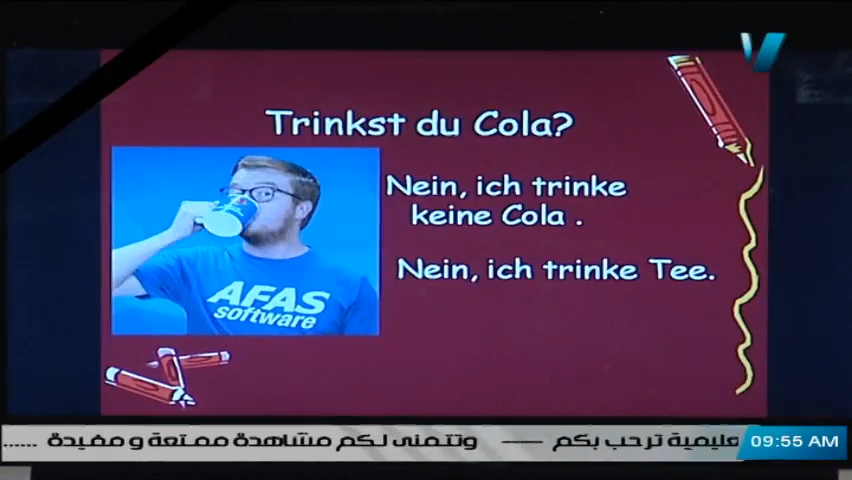 Trinkst du Cola?
Nein, ich trinke
keine Cola .
Nein, ich trinke Tee.
AFAS
software
ترحب بكم —— ونتمنى لكم مشاهدة ممتعة و مفيدة ......
09:55 AM